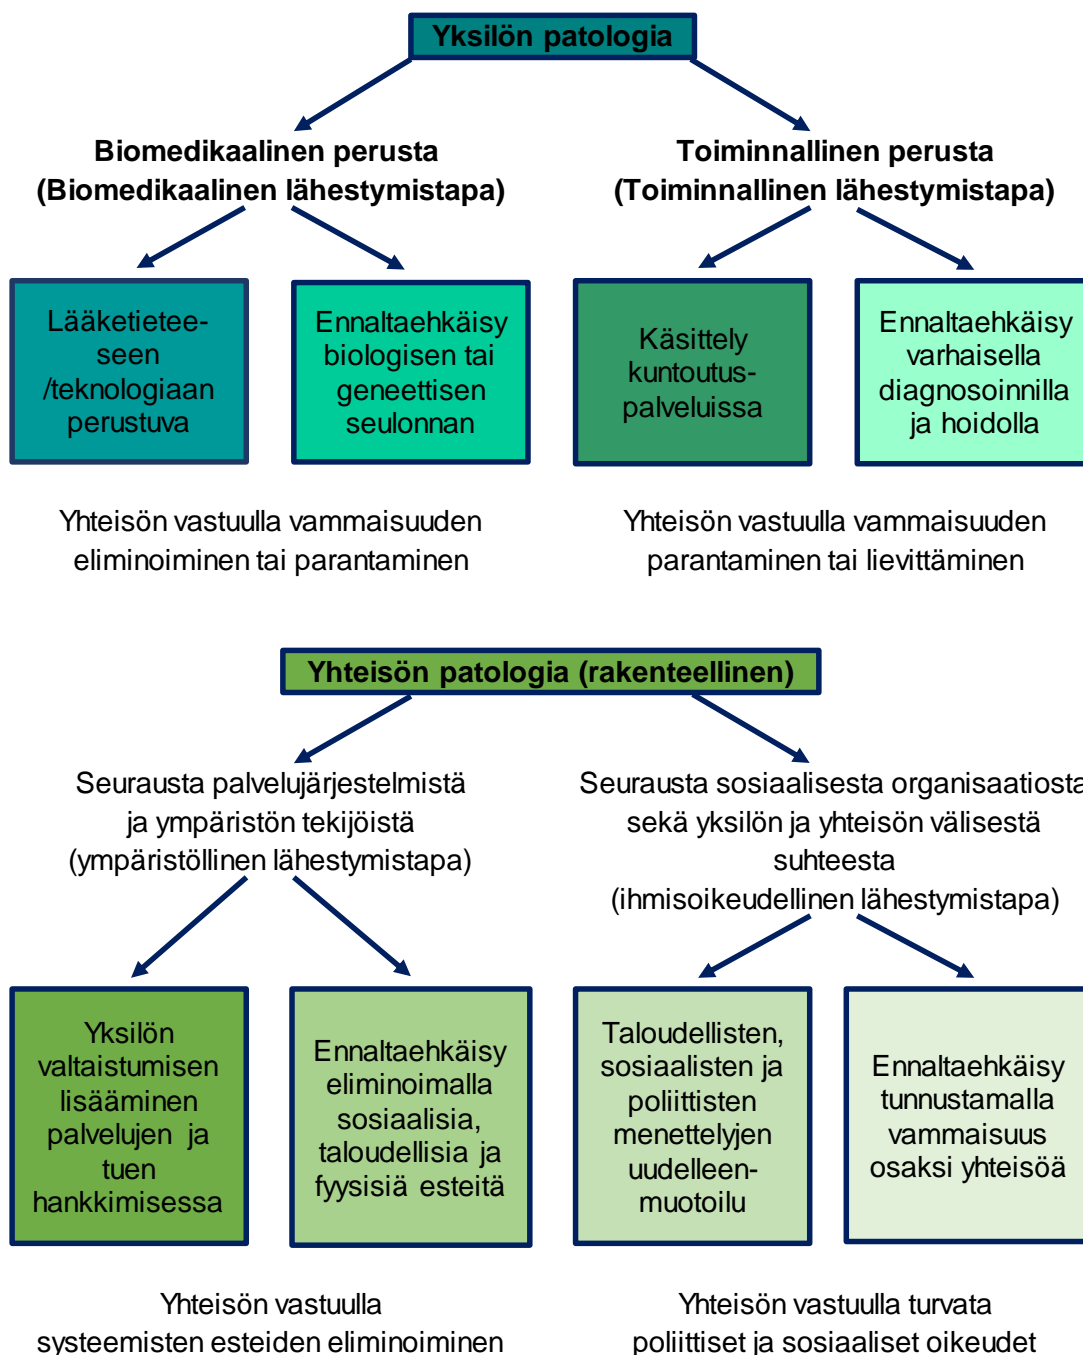 Yksilön patologia
Biomedikaalinen perusta
(Biomedikaalinen lähestymistapa)
Toiminnallinen perusta
(Toiminnallinen lähestymistapa)
Lääketietee-
seen
/teknologiaan
perustuva
Ennaltaehkäisy
biologisen tai
geneettisen
seulonnan
Käsittely
kuntoutus-
palveluissa
Ennaltaehkäisy
varhaisella
diagnosoinnilla
ja hoidolla
Yhteisön vastuulla vammaisuuden
eliminoiminen tai parantaminen
Yhteisön vastuulla vammaisuuden
parantaminen tai lievittäminen
Yhteisön patologia (rakenteellinen)
Seurausta palvelujärjestelmistä
ja ympäristön tekijöistä
(ympäristöllinen lähestymistapa)
Seurausta sosiaalisesta organisaatiosta
sekä yksilön ja yhteisön välisestä
suhteesta
(ihmisoikeudellinen lähestymistapa)
Yksilön
valtaistumisen
lisääminen
palvelujen ja
tuen
hankkimisessa
Ennaltaehkäisy
eliminoimalla
sosiaalisia,
taloudellisia ja
fyysisiä esteitä
Taloudellisten,
sosiaalisten ja
poliittisten
menettelyjen
uudelleen-
muotoilu
Ennaltaehkäisy
tunnustamalla
vammaisuus
osaksi yhteisöä
Yhteisön vastuulla
systeemisten esteiden eliminoiminen
Yhteisön vastuulla turvata
poliittiset ja sosiaaliset oikeudet